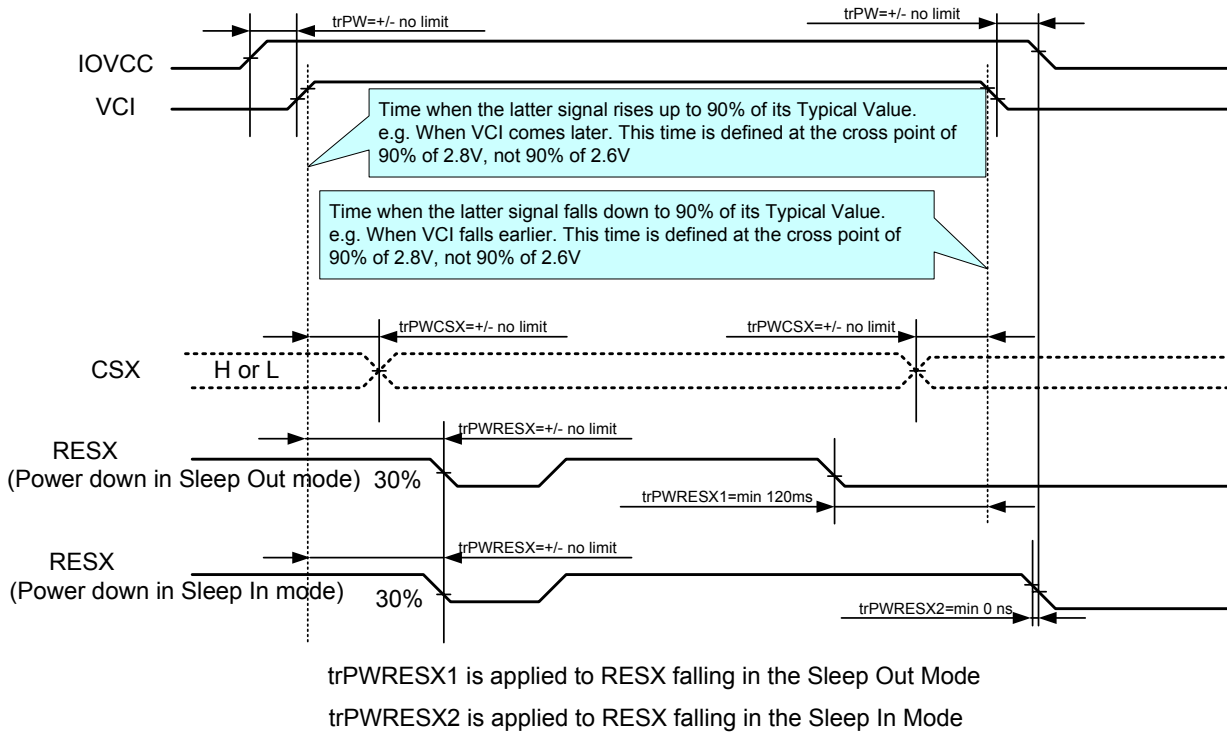 trPW=+/- no limit
trPW=+/- no limit
IOVCC
VCI
Time when the latter signal rises up to 90% of its Typical Value.
e.g. When VCI comes later. This time is defined at the cross point of
90% of 2.8V, not 90% of 2.6V
Time when the latter signal falls down to 90% of its Typical Value.
e.g. When VCI falls earlier. This time is defined at the cross point of
90% of 2.8V, not 90% of 2.6V
trPWCSX=+/- no limit
trPWCSX=+/- no limit
CSX
H or L
trPWRESX=+/- no limit
RESX
(Power down in Sleep Out mode)
30%
trPWRESX1=min 120ms
trPWRESX=+/- no limit
RESX
(Power down in Sleep In mode)
30%
trPWRESX2=min 0 ns
trPWRESX1 is applied to RESX falling in the Sleep Out Mode
trPWRESX2 is applied to RESX falling in the Sleep In Mode